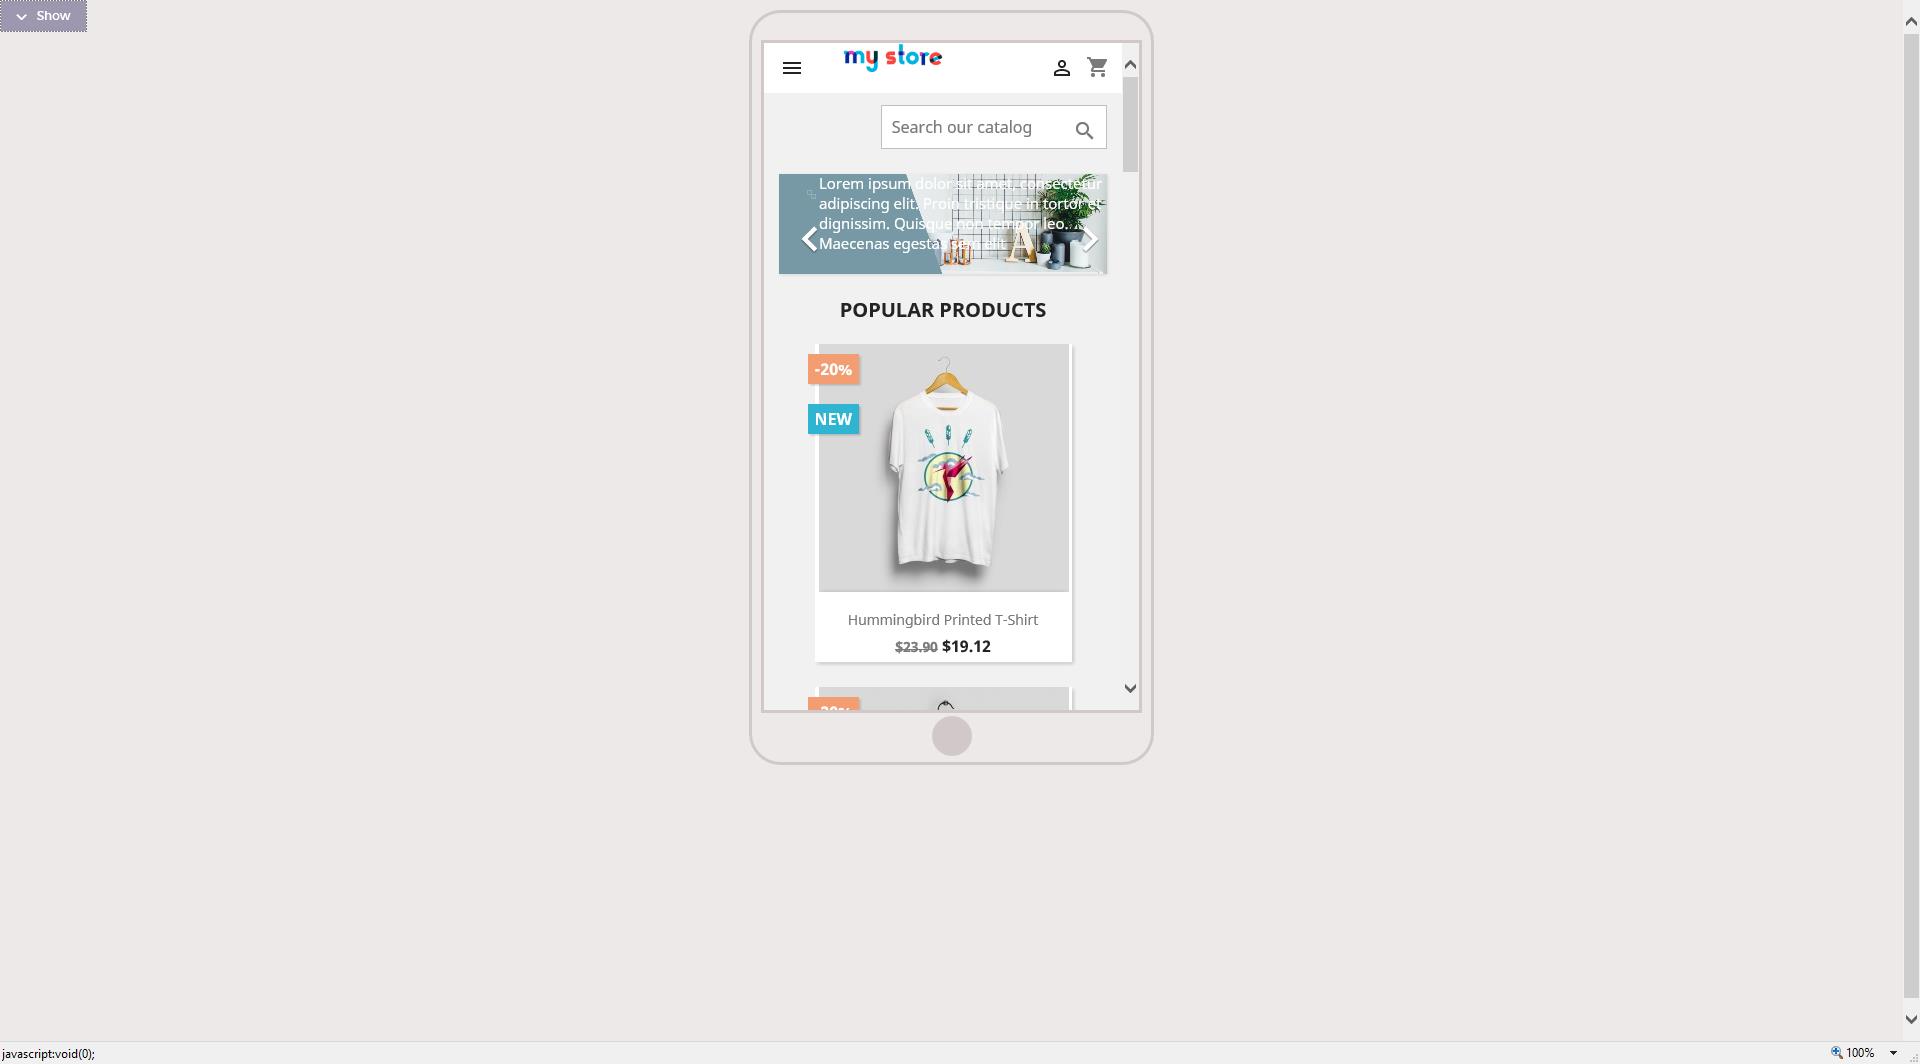 Show
my store
Search our catalog
Lorem ipsum dolor sit amet, consectetur
adipiscing elit. Proin tristique in tortor et
dignissim. Quisque non tempor leo.
Maecenas egestas sem elit
A
POPULAR PRODUCTS
-20%
NEW
Hummingbird Printed T-Shirt
$23.90 $19.12
-20%
javascript:void(0);
100%